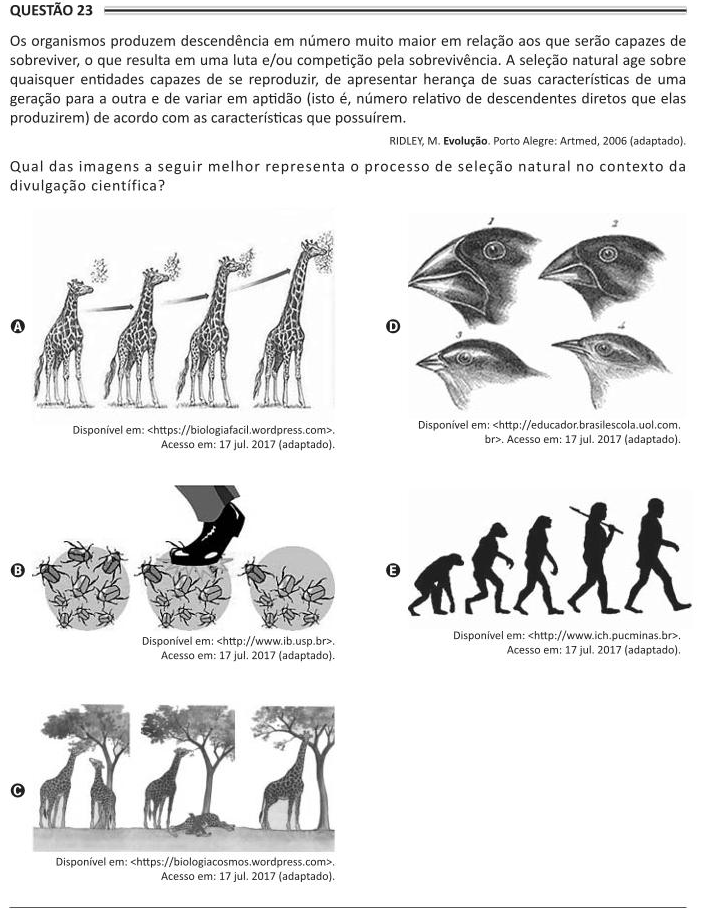 QUESTÃO 23
Os organismos produzem descendência em número muito maior em relação aos que serão capazes de
sobreviver, o que resulta em uma luta e/ou competição pela sobrevivência. A seleção natural age sobre
quaisquer entidades capazes de se reproduzir, de apresentar herança de suas características de uma
geração para a outra e de variar em aptidão (isto é, número relativo de descendentes diretos que elas
produzirem) de acordo com as características que possuírem.
RIDLEY, M. Evolução. Porto Alegre: Artmed, 2006 (adaptado).
Qual das imagens a seguir melhor representa o processo de seleção natural no contexto da
divulgação científica?
A
Disponível em: <https://biologiafacil.wordpress.com>.
Acesso em: 17 jul. 2017 (adaptado).
B
Disponível em: <http://www.ib.usp.br>.
Acesso em: 17 jul. 2017 (adaptado).
C
Disponível em: <https://biologiacosmos.wordpress.com>.
Acesso em: 17 jul. 2017 (adaptado).
D
1
2
3
4
Disponível em: <http://educador.brasilescola.uol.com.
br>. Acesso em: 17 jul. 2017 (adaptado).
E
Disponível em: <http://www.ich.pucminas.br>.
Acesso em: 17 jul. 2017 (adaptado).